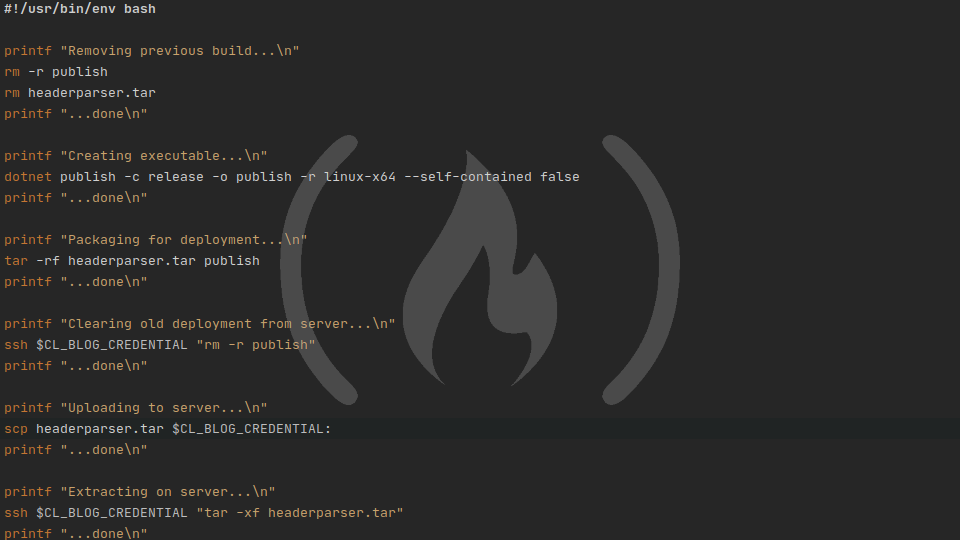 #!/usr/bin/env bash
printf "Removing previous build...\n"
rm -r publish
rm headerparser.tar
printf "...done\n"
printf "Creating executable...\n"
dotnet publish -c release -o publish -r linux-x64 --self-contained false
printf "...done\n"
printf "Packaging for deployment...\n"
tar -rf headerparser.tar publish
printf "...done\n"
printf "Clearing old deployment from server...\n"
ssh $CL_BLOG_CREDENTIAL "rm -r publish"
printf "...done\n"
printf "Uploading to server...\n"
scp headerparser.tar $CL_BLOG_CREDENTIAL:
printf "...done\n"
printf "Extracting on server...\n"
ssh $CL_BLOG_CREDENTIAL "tar -xf headerparser.tar"
printf "...done\n"